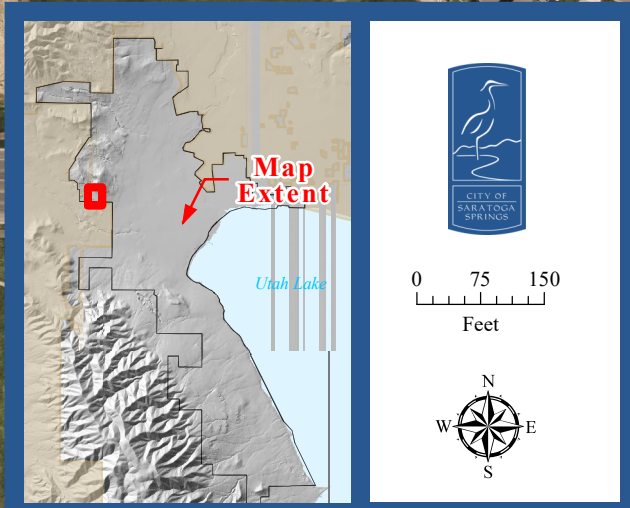 Map
Extent
Utah Lake
CITY OF
SARATOGA
SPRINGS
0 75 150
Feet
N
W E
S